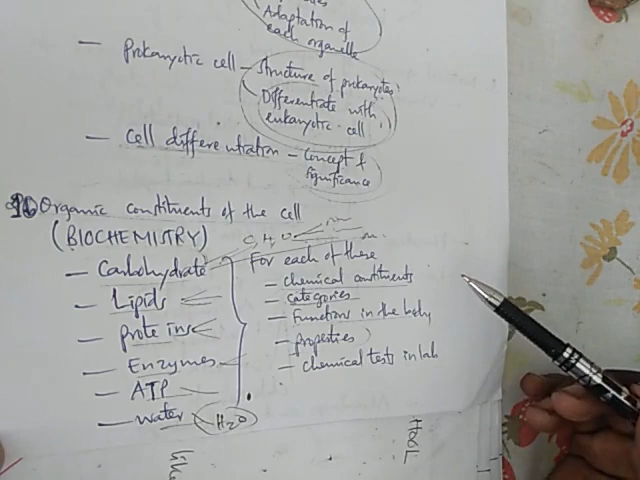 Adaptation of
each organelle
— Prokaryotic cell — Structure of prokaryotes
Differentiate with
eukaryotic cell
— Cell differentiation — Concept &
significance
Organic constituents of the cell
(BIOCHEMISTRY)
C, H, O
— Carbohydrate
— Lipids
— proteins
— Enzymes
— ATP
— water — H2O
For each of these
- chemical contituents
- categories
- Functions in the body
- properties
- chemical tests in lab